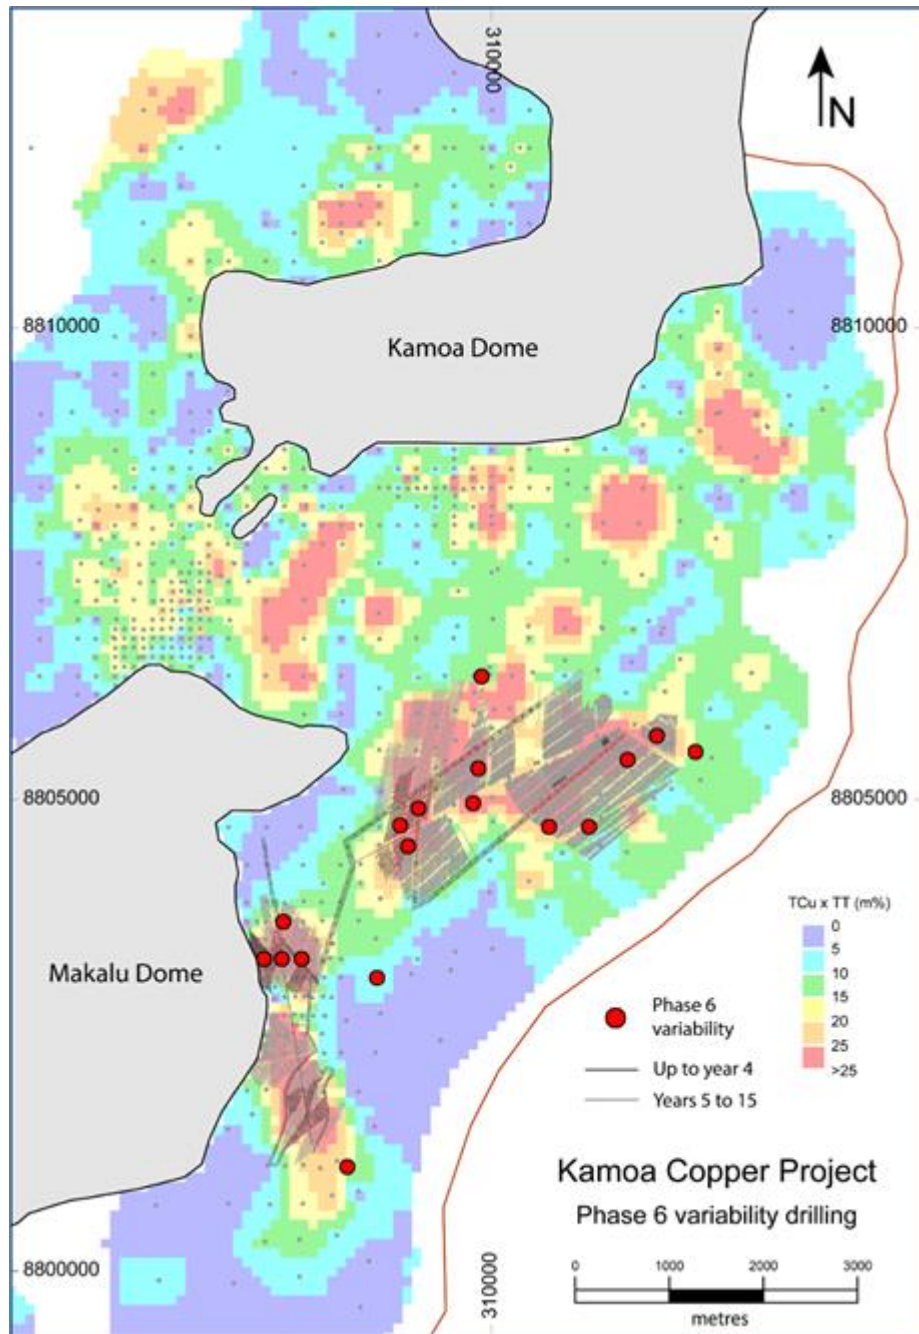 310000
N
8810000
8810000
Kamoa Dome
8805000
8805000
TCu x TT (m%)
0
5
10
15
20
25
>25
Makalu Dome
Phase 6
variability
Up to year 4
Years 5 to 15
Kamoa Copper Project
Phase 6 variability drilling
8800000
310000
0 1000 2000 3000
metres